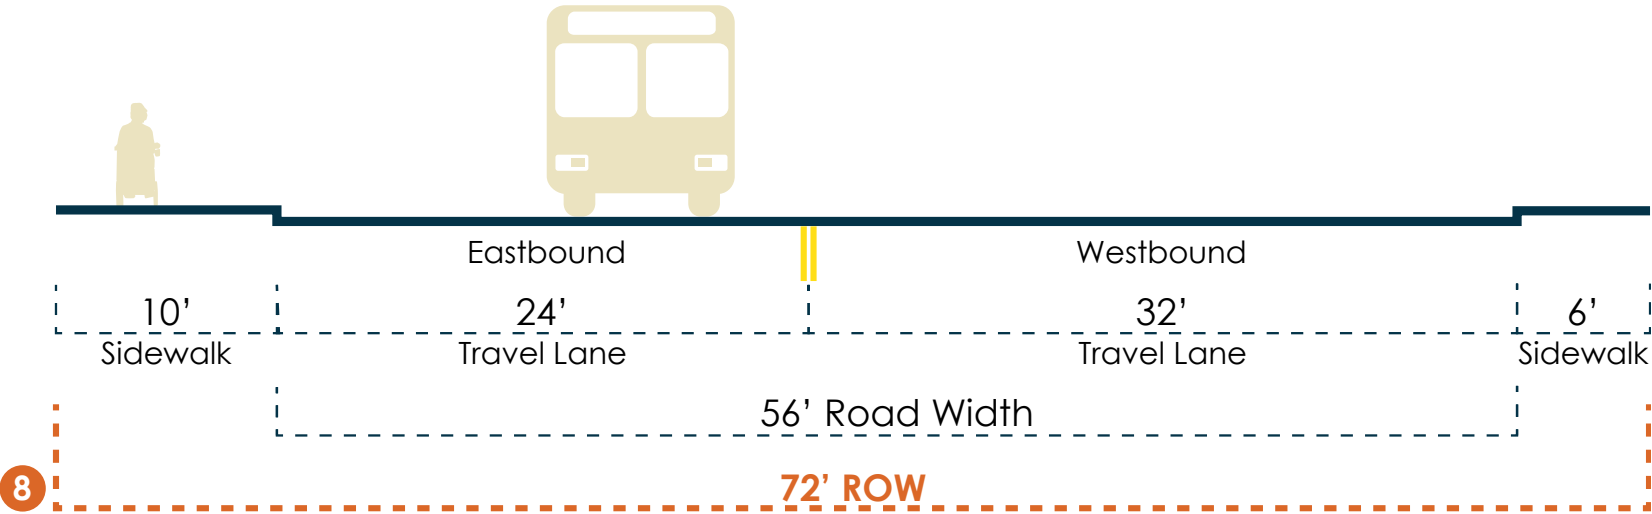 Eastbound Westbound
10’ 24’ 32’ 6’
Sidewalk Travel Lane Travel Lane Sidewalk
56’ Road Width
8 72’ ROW